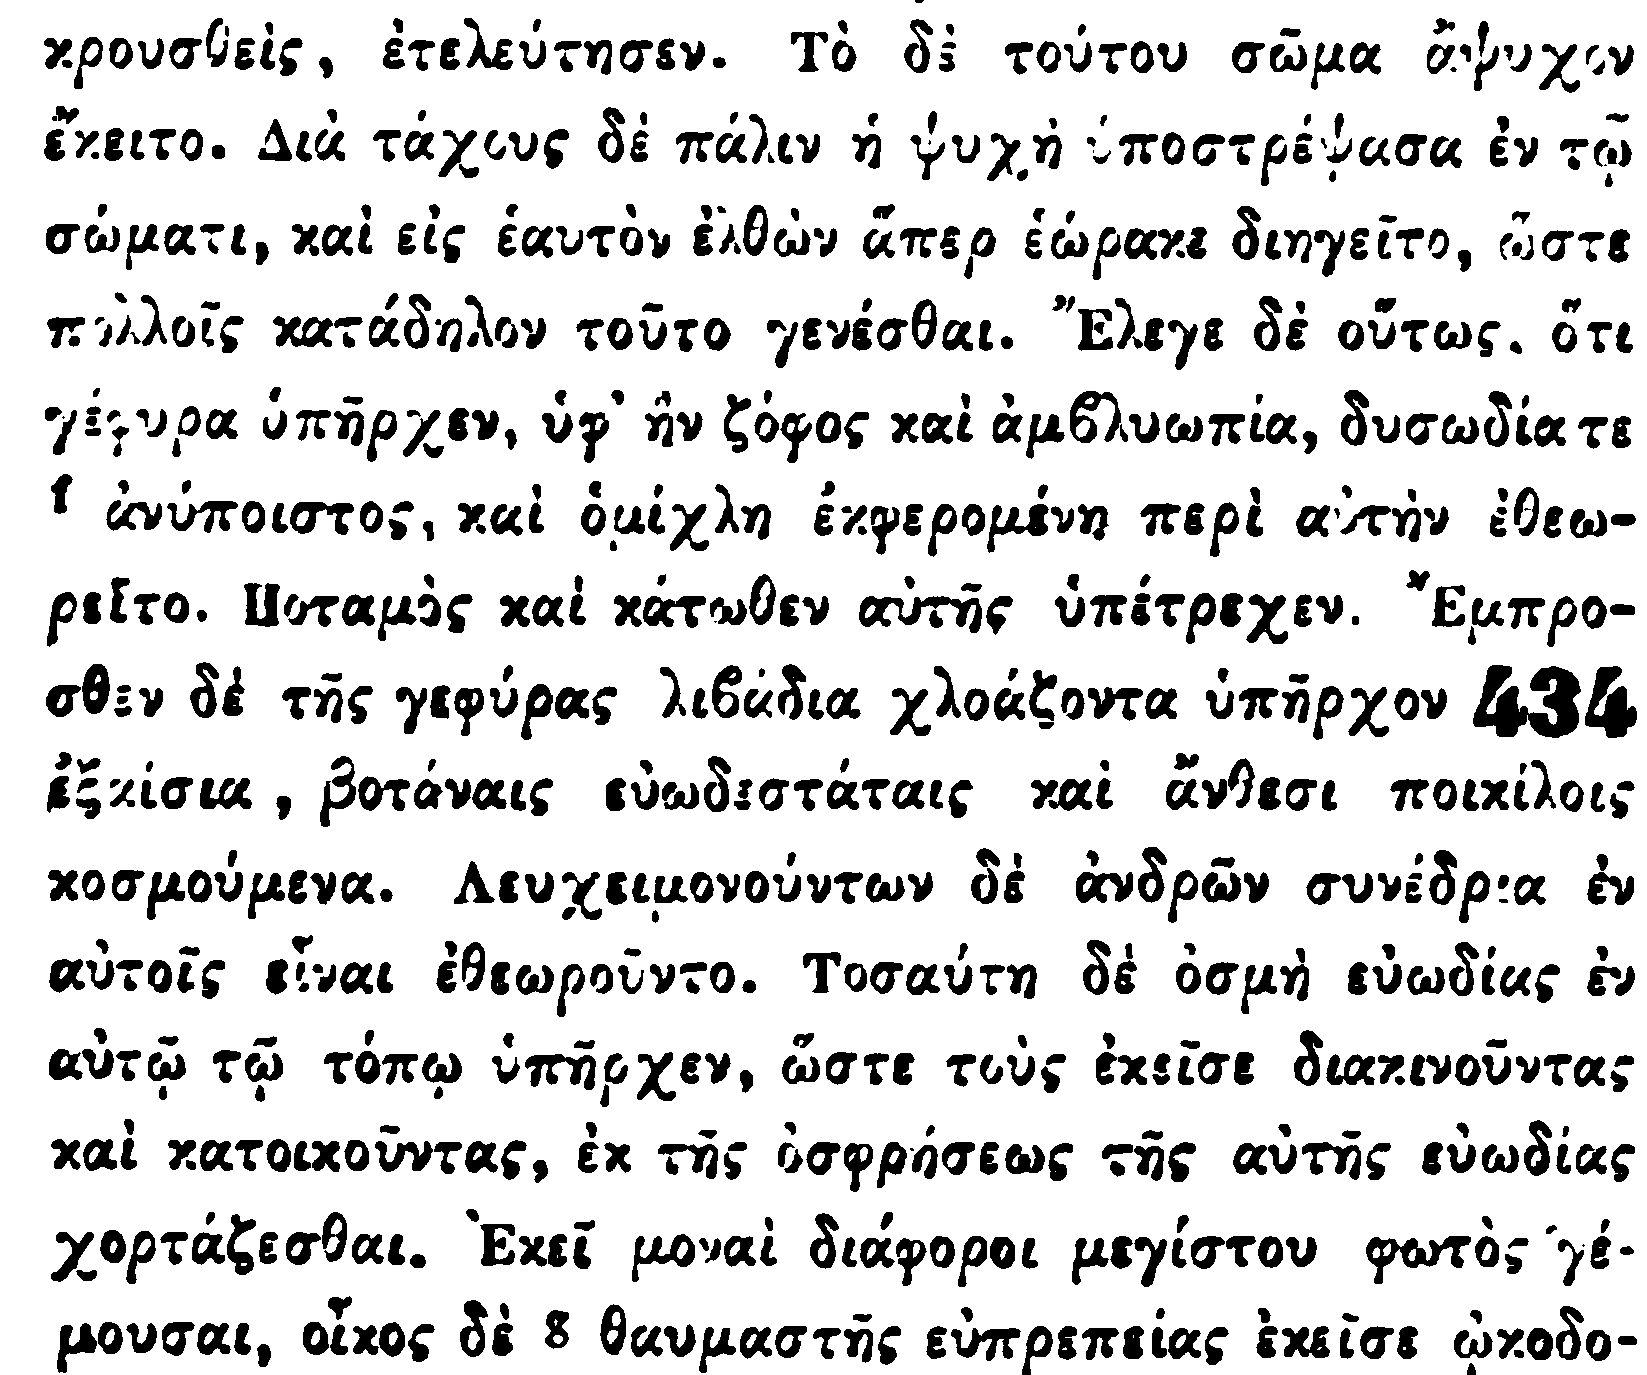 κρουσθεὶς, ἐτελεύτησεν. Τὸ δὲ τούτου σῶμα ἄψυχον
ἔκειτο. Διὰ τάχους δὲ πάλιν ἡ ψυχὴ ὑποστρέψασα ἐν τῷ
σώματι, καὶ εἰς ἑαυτὸν ἐλθὼν ἅπερ ἑώρακε διηγεῖτο, ὥστε
πολλοῖς κατάδηλον τοῦτο γενέσθαι. Ἔλεγε δὲ οὕτως, ὅτι
γέφυρα ὑπῆρχεν, ὑφ' ἣν ζόφος καὶ ἀμβλυωπία, δυσωδία τε
f ἀνύποιστος, καὶ ὁμίχλη ἐκφερομένη περὶ αὐτὴν ἐθεω-
ρεῖτο. Ποταμὸς καὶ κάτωθεν αὐτῆς ὑπέτρεχεν. Ἔμπρο-
σθεν δὲ τῆς γεφύρας λιβάδια χλοάζοντα ὑπῆρχον 434
ἐξαίσια, βοτάναις εὐωδεστάταις καὶ ἄνθεσι ποικίλοις
κοσμούμενα. Λευχειμονούντων δὲ ἀνδρῶν συνέδρια ἐν
αὐτοῖς εἶναι ἐθεωροῦντο. Τοσαύτη δὲ ὀσμὴ εὐωδίας ἐν
αὐτῷ τῷ τόπῳ ὑπῆρχεν, ὥστε τοὺς ἐκεῖσε διακινοῦντας
καὶ κατοικοῦντας, ἐκ τῆς ὀσφρήσεως τῆς αὐτῆς εὐωδίας
χορτάζεσθαι. Ἐκεῖ μοναὶ διάφοροι μεγίστου φωτὸς γέ-
μουσαι, οἶκος δὲ 8 θαυμαστῆς εὐπρεπείας ἐκεῖσε ᾠκοδο-